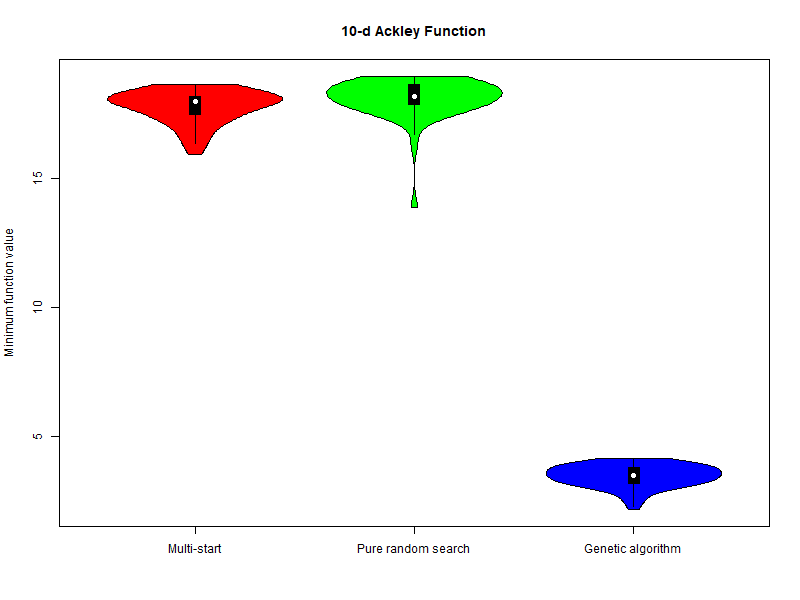 10-d Ackley Function
Minimum function value
15
10
5
Multi-start
Pure random search
Genetic algorithm